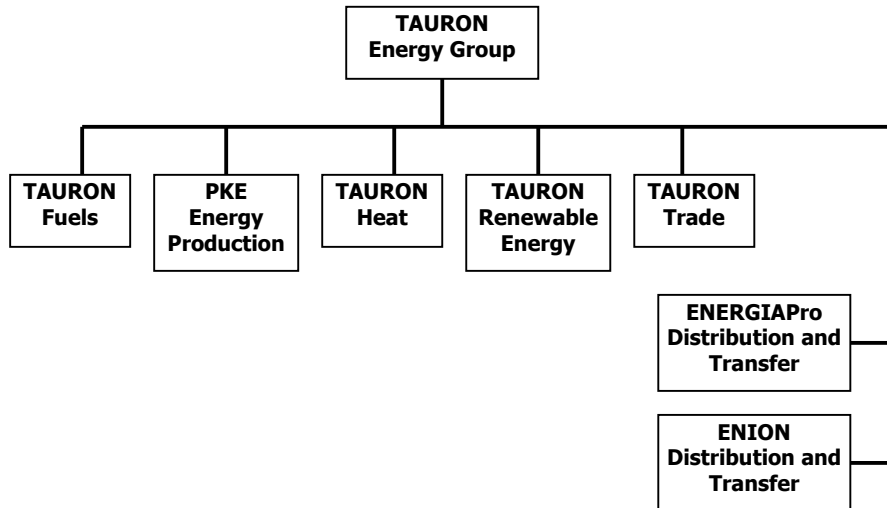 TAURON
Energy Group
TAURON
Fuels
PKE
Energy
Production
TAURON
Heat
TAURON
Renewable
Energy
TAURON
Trade
ENERGIAPro
Distribution and
Transfer
ENION
Distribution and
Transfer